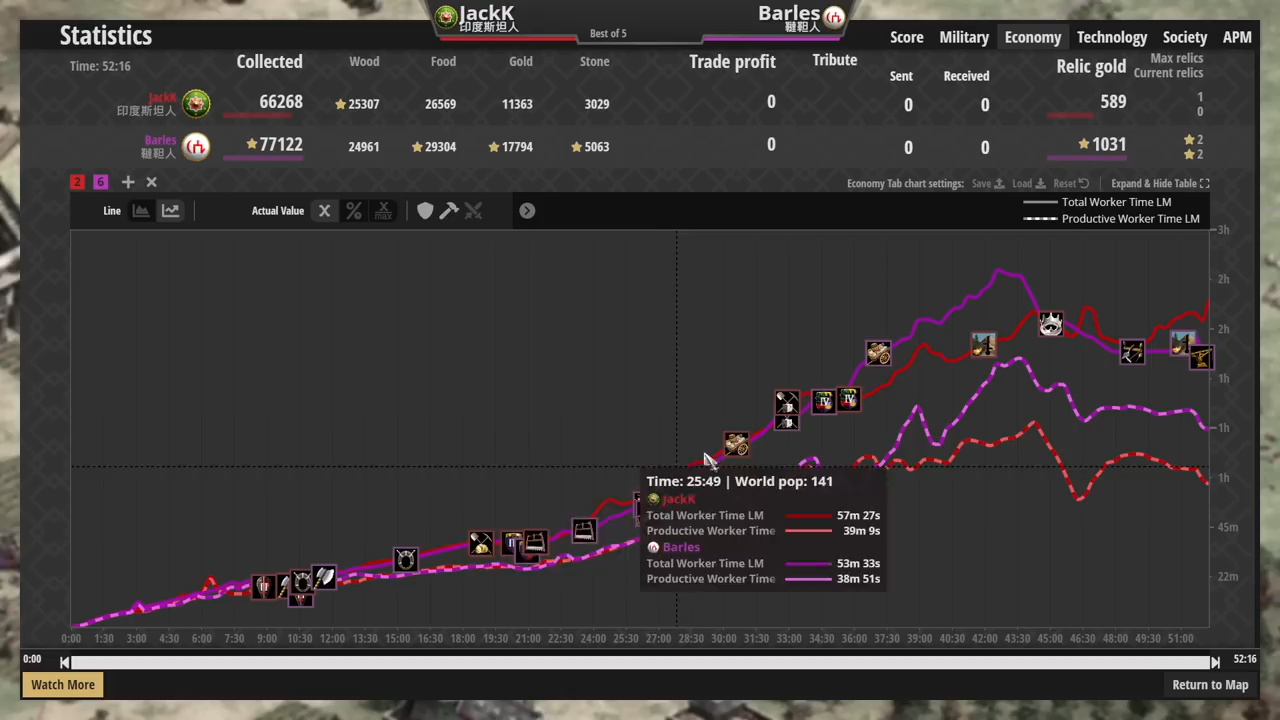 JackK
印度斯坦人
Best of 5
Barles
韃靼人
Statistics
Score Military Economy Technology Society APM
Time: 52:16
Collected Wood Food Gold Stone Trade profit Tribute Sent Received Relic gold Max relics
Current relics
JackK
印度斯坦人
66268 25307 26569 11363 3029 0 0 0 589 1
0
Barles
韃靼人
77122 24961 29304 17794 5063 0 0 0 1031 2
2
2 6 + ×
Economy Tab chart settings: Save Load Reset Expand & Hide Table
Line Actual Value X % X/max
Total Worker Time LM
Productive Worker Time LM
3h
2h
2h
1h
1h
1h
45m
22m
IV IV
Time: 25:49 | World pop: 141
JackK
Total Worker Time LM 57m 27s
Productive Worker Time 39m 9s
Barles
Total Worker Time LM 53m 33s
Productive Worker Time 38m 51s
0:00 1:30 3:00 4:30 6:00 7:30 9:00 10:30 12:00 13:30 15:00 16:30 18:00 19:30 21:00 22:30 24:00 25:30 27:00 28:30 30:00 31:30 33:00 34:30 36:00 37:30 39:00 40:30 42:00 43:30 45:00 46:30 48:00 49:30 51:00
0:00 52:16
Watch More Return to Map